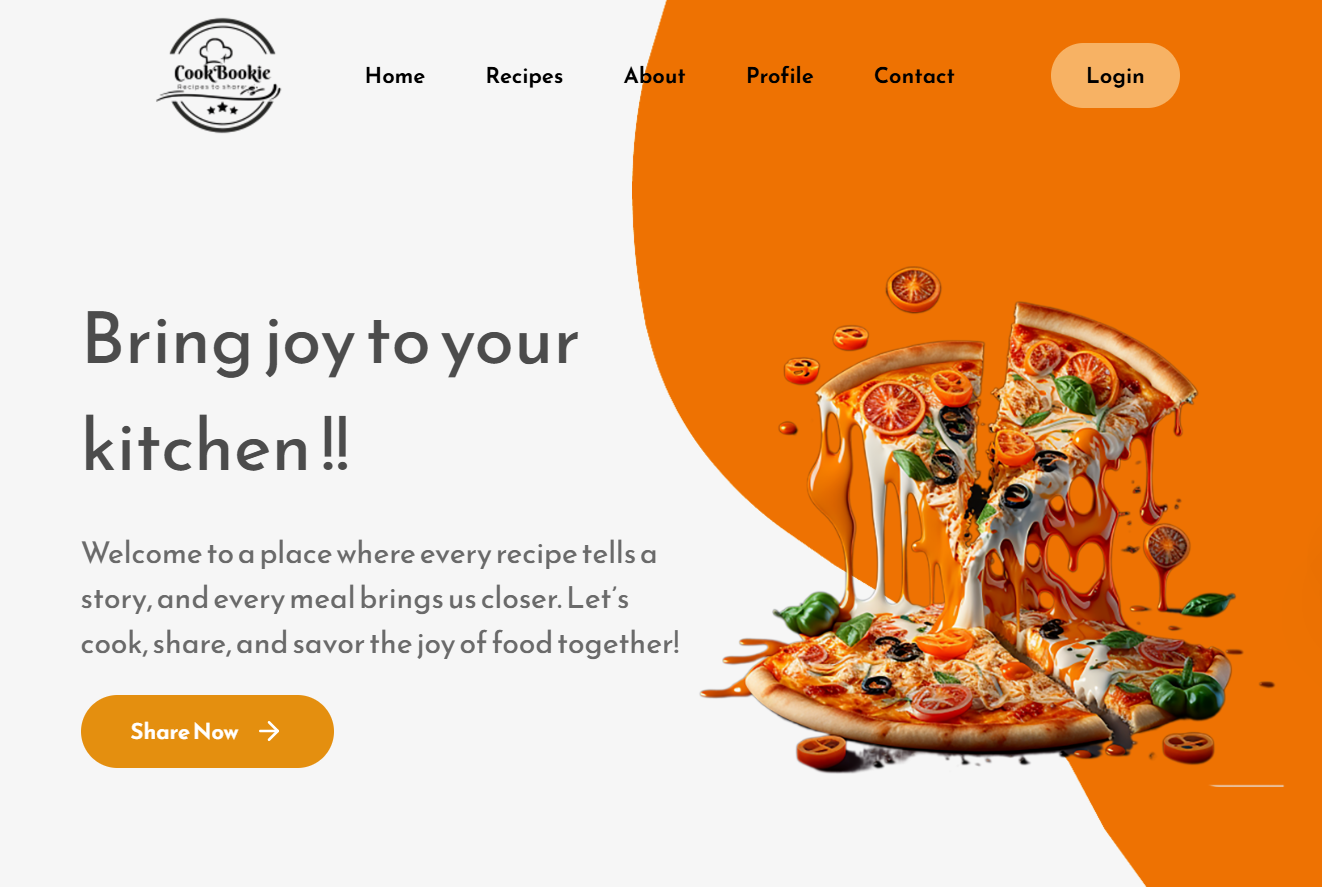 CookBookie
Recipes to share
Home
Recipes
About
Profile
Contact
Login
Bring joy to your
kitchen !!
Welcome to a place where every recipe tells a
story, and every meal brings us closer. Let's
cook, share, and savor the joy of food together!
Share Now